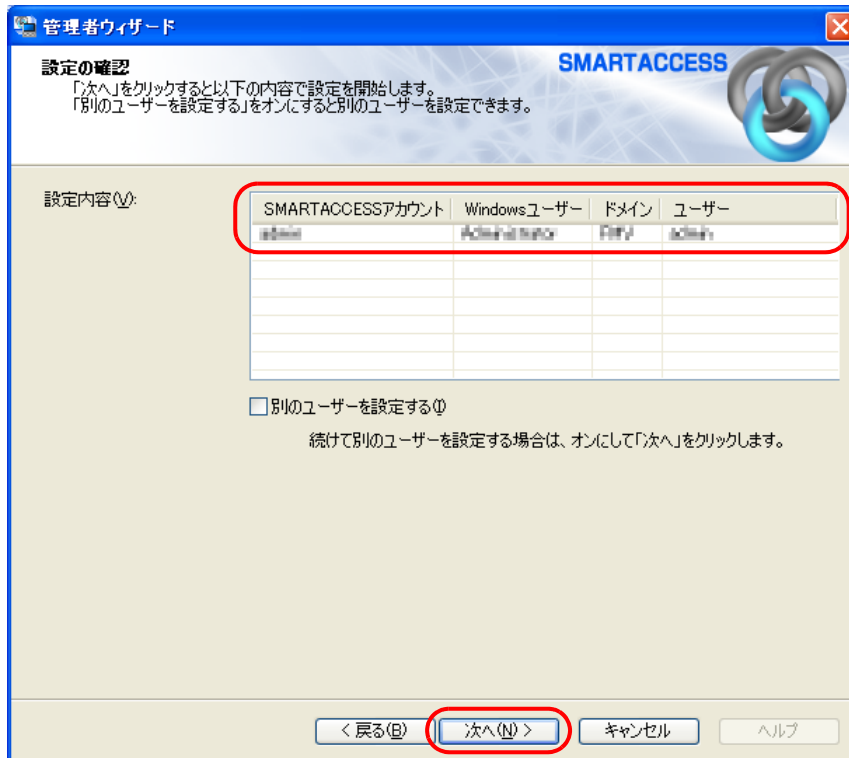 管理者ウィザード
設定の確認
「次へ」をクリックすると以下の内容で設定を開始します。
「別のユーザーを設定する」をオンにすると別のユーザーを設定できます。
SMARTACCESS
設定内容(V):
SMARTACCESSアカウント Windowsユーザー ドメイン ユーザー
別のユーザーを設定する(I)
続けて別のユーザーを設定する場合は、オンにして「次へ」をクリックします。
< 戻る(B) 次へ(N) > キャンセル ヘルプ